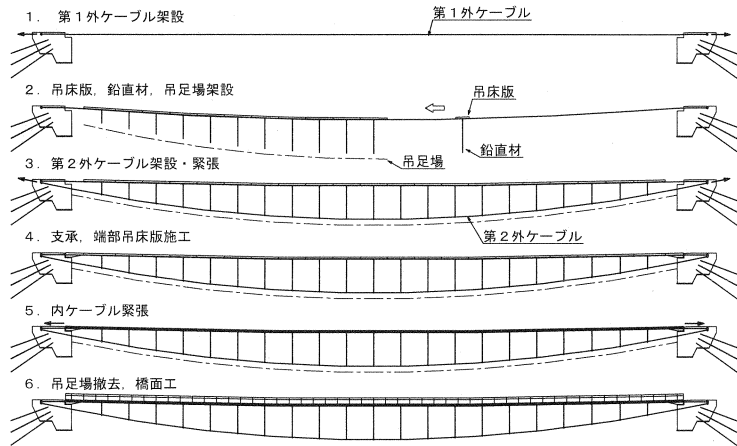 1．第1外ケーブル架設
第1外ケーブル
2．吊床版，鉛直材，吊足場架設
吊床版
鉛直材
吊足場
3．第2外ケーブル架設・緊張
第2外ケーブル
4．支承，端部吊床版施工
5．内ケーブル緊張
6．吊足場撤去，橋面工